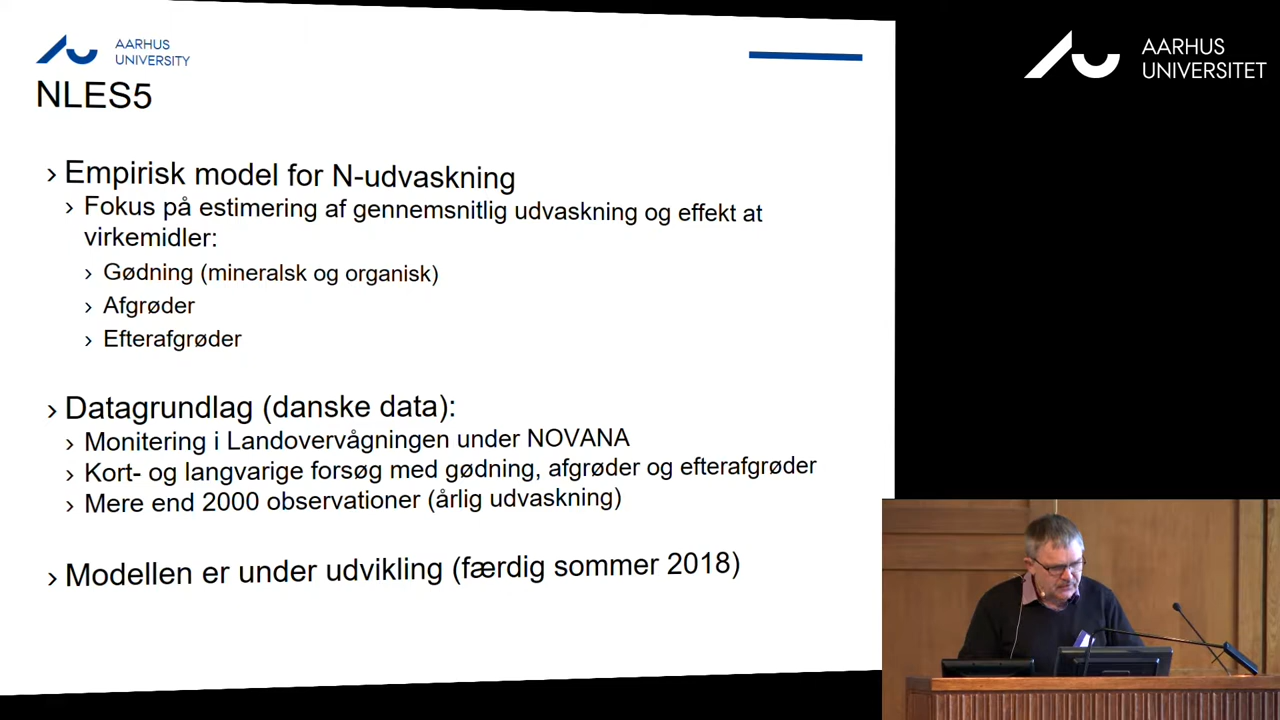 AARHUS
UNIVERSITY
NLES5
› Empirisk model for N-udvaskning
› Fokus på estimering af gennemsnitlig udvaskning og effekt at
virkemidler:
› Gødning (mineralsk og organisk)
› Afgrøder
› Efterafgrøder
› Datagrundlag (danske data):
› Monitering i Landovervågningen under NOVANA
› Kort- og langvarige forsøg med gødning, afgrøder og efterafgrøder
› Mere end 2000 observationer (årlig udvaskning)
› Modellen er under udvikling (færdig sommer 2018)
AARHUS
UNIVERSITET